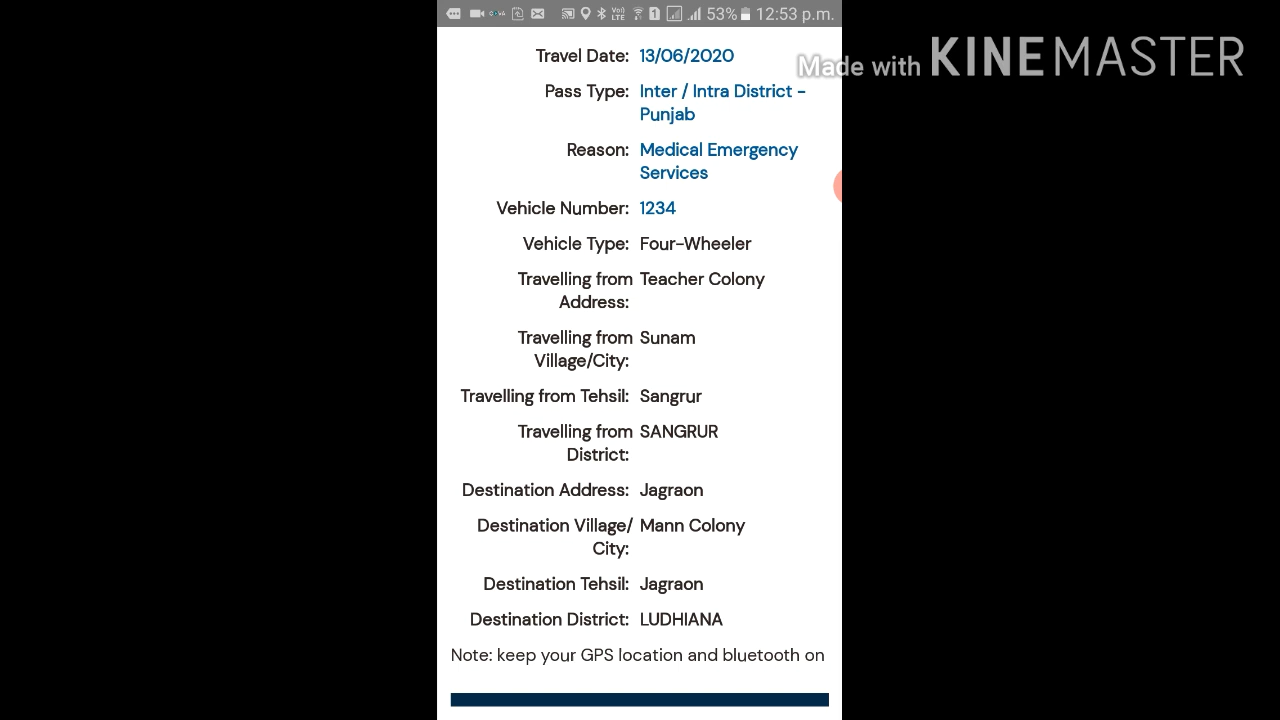 53% 12:53 p.m.
Made with KINEMASTER
Travel Date: 13/06/2020
Pass Type: Inter / Intra District -
Punjab
Reason: Medical Emergency
Services
Vehicle Number: 1234
Vehicle Type: Four-Wheeler
Travelling from Teacher Colony
Address:
Travelling from Sunam
Village/City:
Travelling from Tehsil: Sangrur
Travelling from SANGRUR
District:
Destination Address: Jagraon
Destination Village/ Mann Colony
City:
Destination Tehsil: Jagraon
Destination District: LUDHIANA
Note: keep your GPS location and bluetooth on